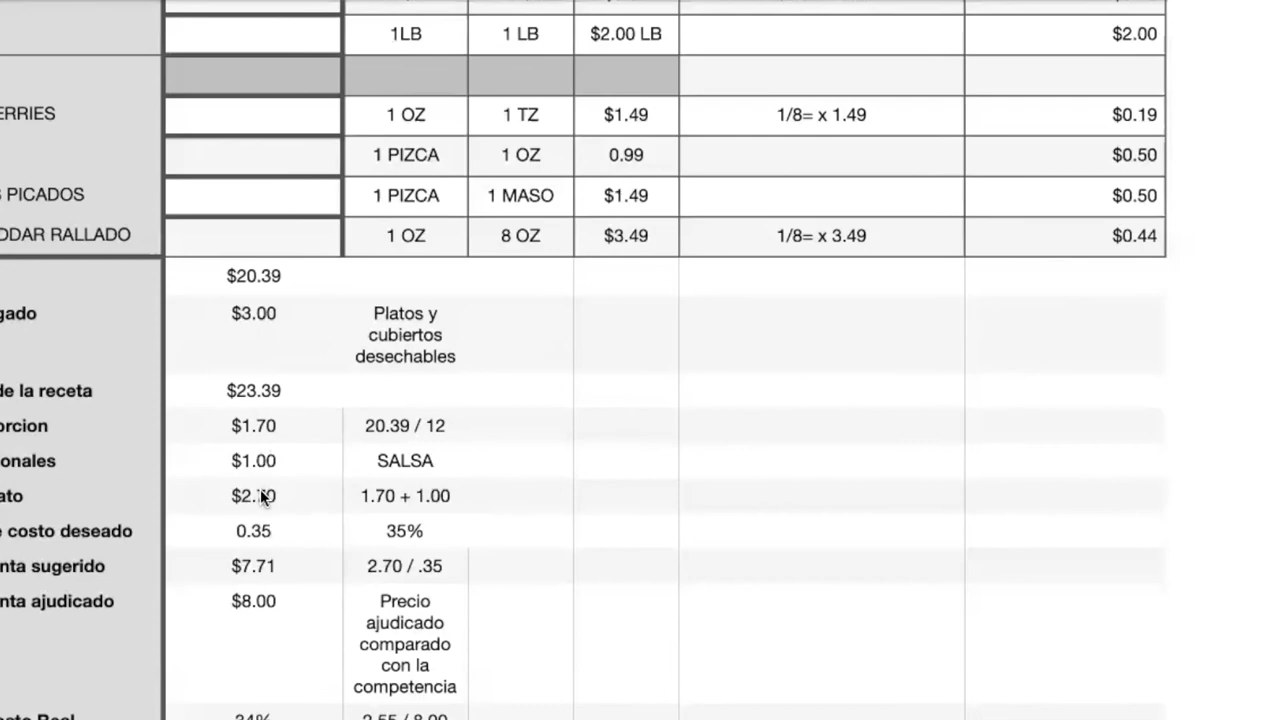 1LB 1 LB $2.00 LB $2.00
ERRIES 1 OZ 1 TZ $1.49 1/8= x 1.49 $0.19
1 PIZCA 1 OZ 0.99 $0.50
PICADOS 1 PIZCA 1 MASO $1.49 $0.50
DDAR RALLADO 1 OZ 8 OZ $3.49 1/8= x 3.49 $0.44
$20.39
gado $3.00 Platos y
cubiertos
desechables
de la receta $23.39
orcion $1.70 20.39 / 12
onales $1.00 SALSA
ato 1.70 + 1.00
costo deseado 0.35 35%
nta sugerido $7.71 2.70 / .35
nta ajudicado $8.00 Precio
ajudicado
comparado
con la
competencia